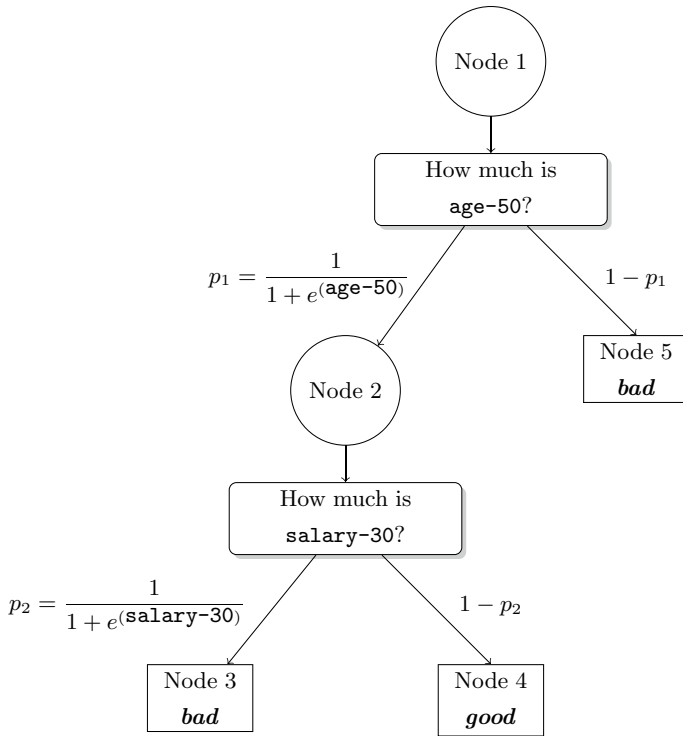 Node 1
How much is
age-50?
p₁ = 1 / (1 + e^(age-50))
1 − p₁
Node 5
bad
Node 2
How much is
salary-30?
p₂ = 1 / (1 + e^(salary-30))
1 − p₂
Node 3
bad
Node 4
good